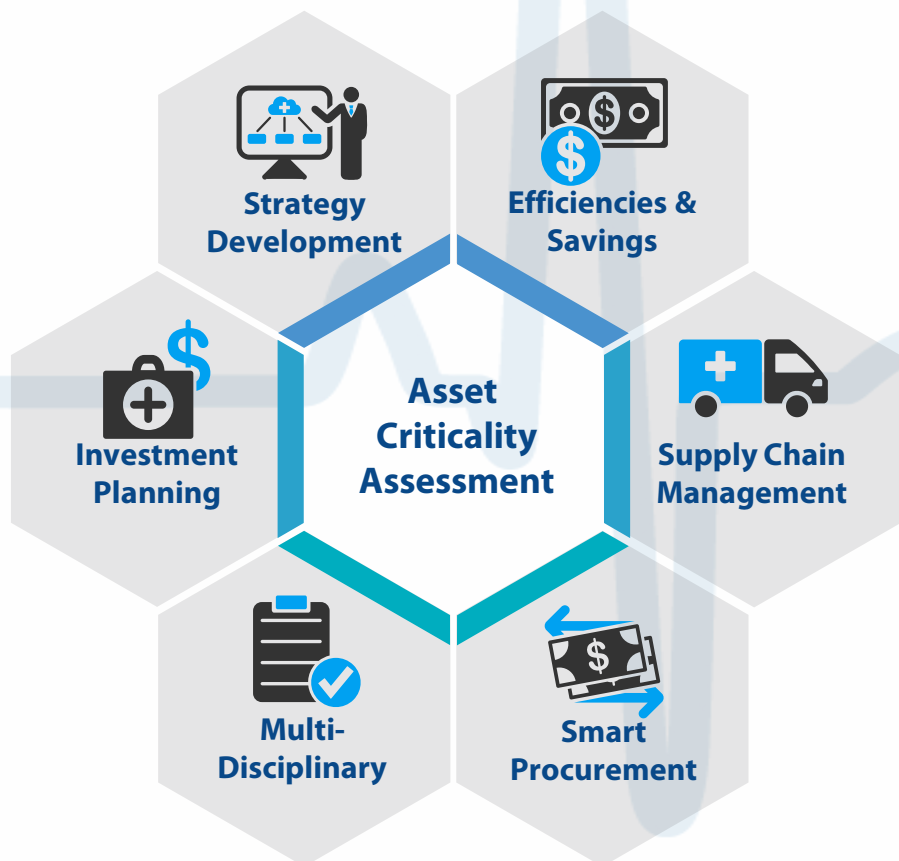 Strategy
Development
Efficiencies &
Savings
Investment
Planning
Asset
Criticality
Assessment
Supply Chain
Management
Multi-
Disciplinary
Smart
Procurement